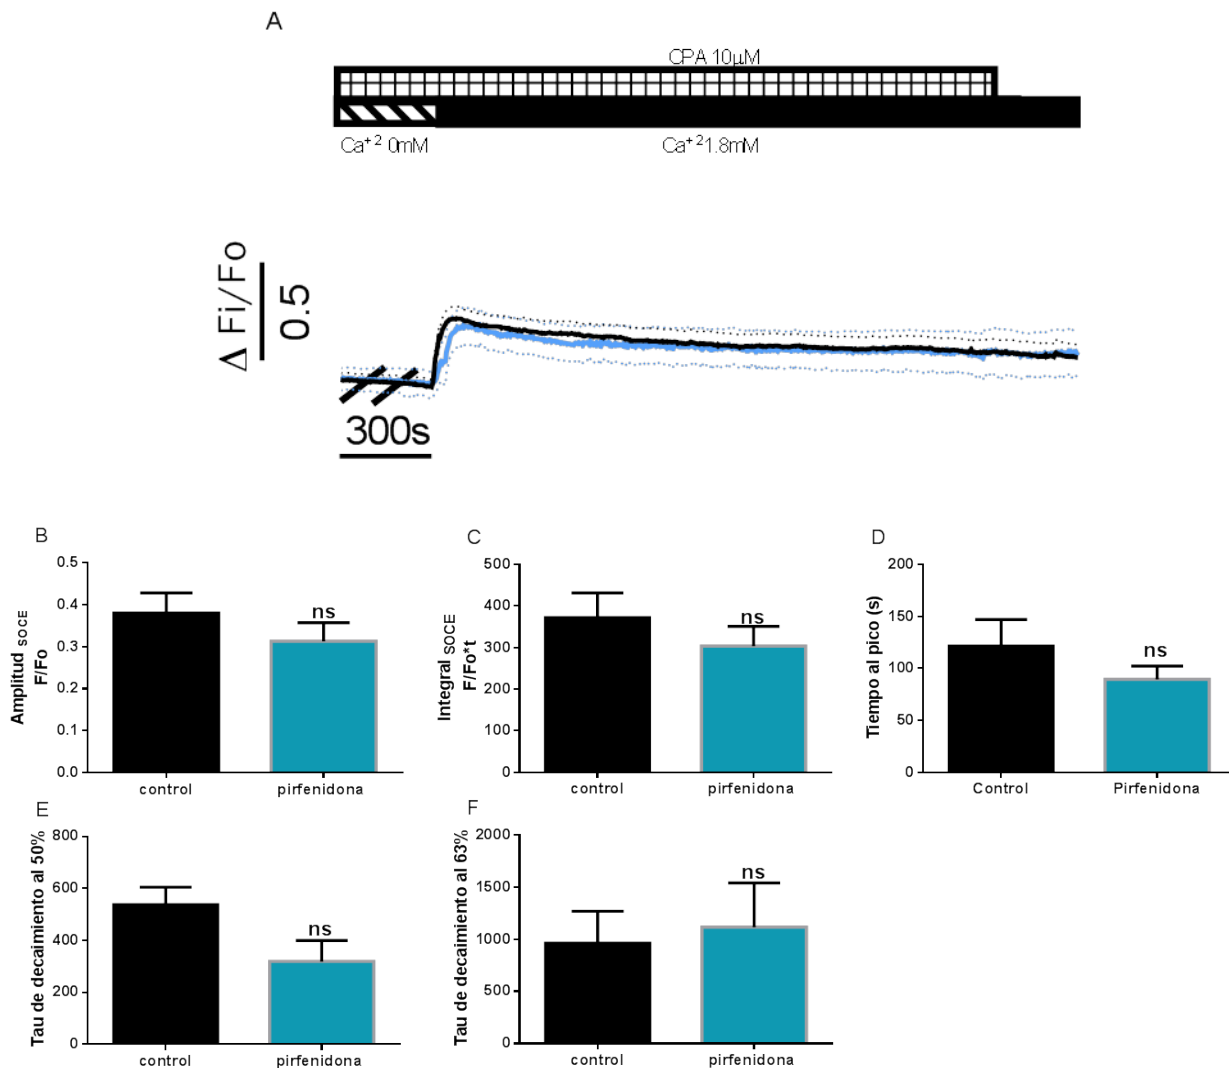 A
CPA 10µM
Ca+2 0mM
Ca+2 1.8mM
Δ Fi/Fo
0.5
300s
B
Amplitud SOCE
F/Fo
0.5
0.4
0.3
0.2
0.1
0.0
ns
control
pirfenidona
C
Integral SOCE
F/Fo*t
500
400
300
200
100
0
ns
control
pirfenidona
D
Tiempo al pico (s)
200
150
100
50
0
ns
Control
Pirfenidona
E
Tau de decaimiento al 50%
800
600
400
200
0
ns
control
pirfenidona
F
Tau de decaimiento al 63%
2000
1500
1000
500
0
ns
control
pirfenidona